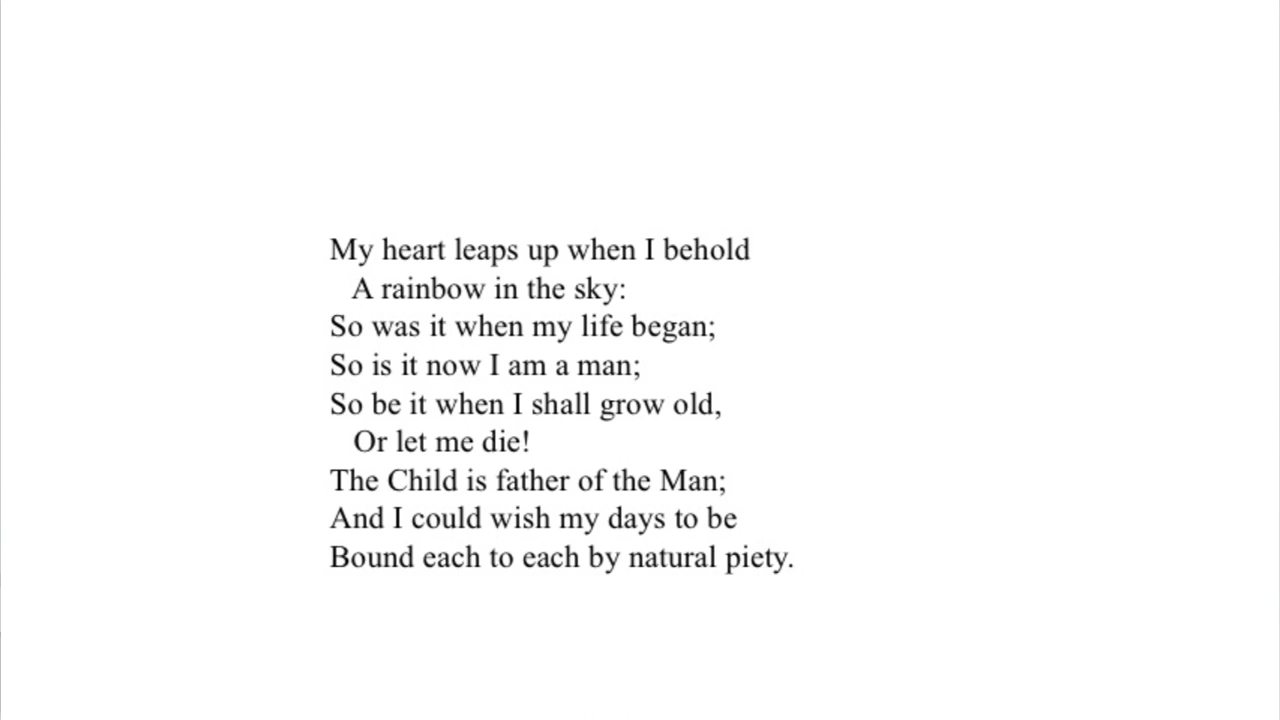 My heart leaps up when I behold
A rainbow in the sky:
So was it when my life began;
So is it now I am a man;
So be it when I shall grow old,
Or let me die!
The Child is father of the Man;
And I could wish my days to be
Bound each to each by natural piety.